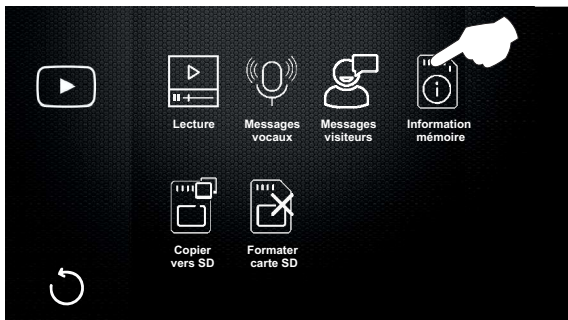 Lecture
Messages
vocaux
Messages
visiteurs
Information
mémoire
Copier
vers SD
Formater
carte SD